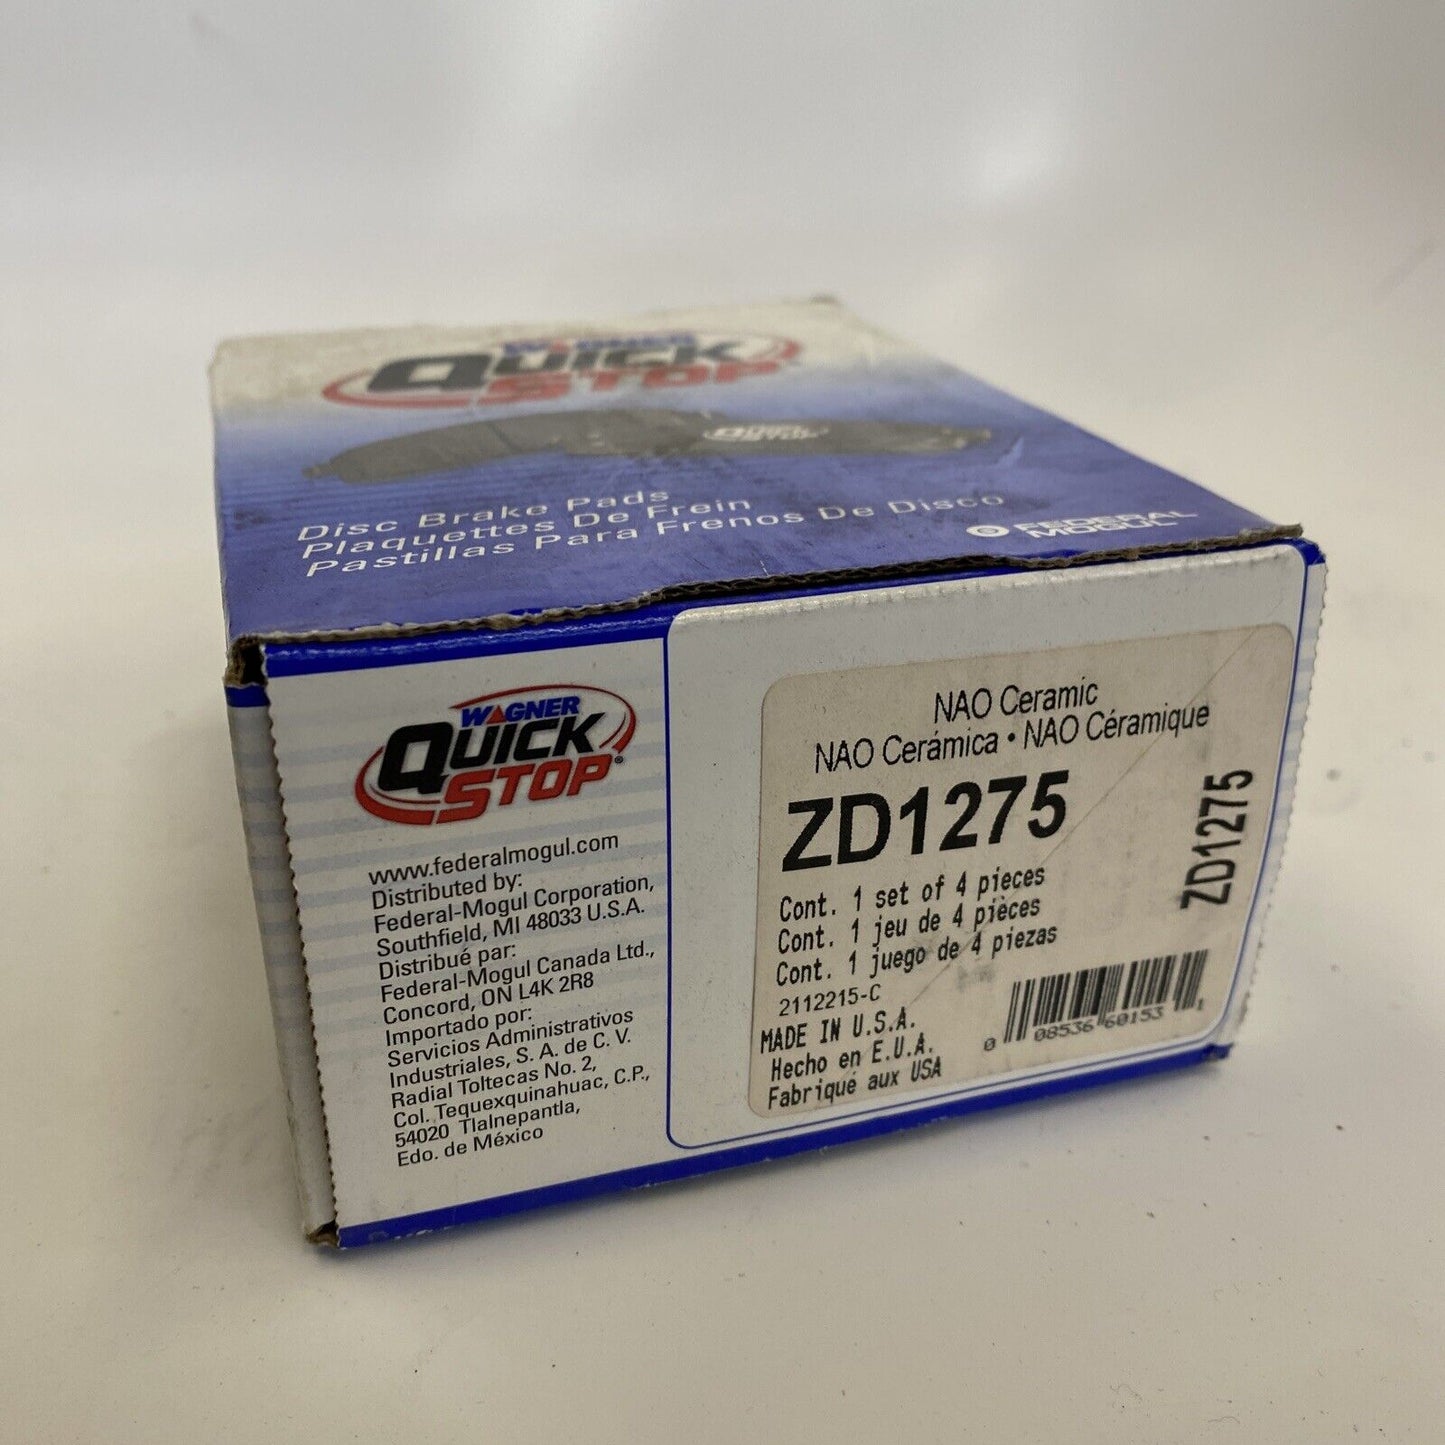 WAGNER
QUICK
STOP®
QUICK
STOP
Disc Brake Pads
Plaquettes De Frein
Pastillas Para Frenos De Disco
FEDERAL
MOGUL
WAGNER
QUICK
STOP®
www.federalmogul.com
Distributed by:
Federal-Mogul Corporation,
Southfield, MI 48033 U.S.A.
Distribué par:
Federal-Mogul Canada Ltd.,
Concord, ON L4K 2R8
Importado por:
Servicios Administrativos
Industriales, S. A. de C. V.
Radial Toltecas No. 2,
Col. Tequexquinahuac, C.P.,
54020 Tlalnepantla,
Edo. de México
NAO Ceramic
NAO Cerámica • NAO Céramique
ZD1275
Cont. 1 set of 4 pieces
Cont. 1 jeu de 4 pièces
Cont. 1 juego de 4 piezas
2112215-C
MADE IN U.S.A.
Hecho en E.U.A.
Fabriqué aux USA
0 08536 60153 1
ZD1275